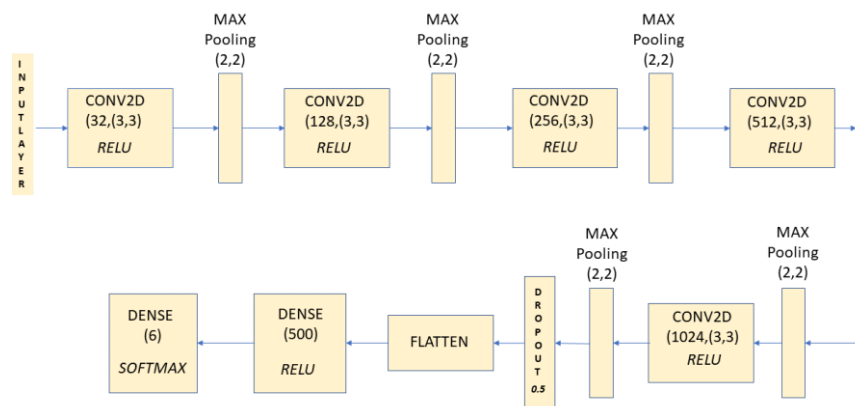 INPUTLAYER
CONV2D
(32,(3,3)
RELU
MAX
Pooling
(2,2)
CONV2D
(128,(3,3)
RELU
MAX
Pooling
(2,2)
CONV2D
(256,(3,3)
RELU
MAX
Pooling
(2,2)
CONV2D
(512,(3,3)
RELU
MAX
Pooling
(2,2)
CONV2D
(1024,(3,3)
RELU
MAX
Pooling
(2,2)
DROPOUT
0.5
FLATTEN
DENSE
(500)
RELU
DENSE
(6)
SOFTMAX